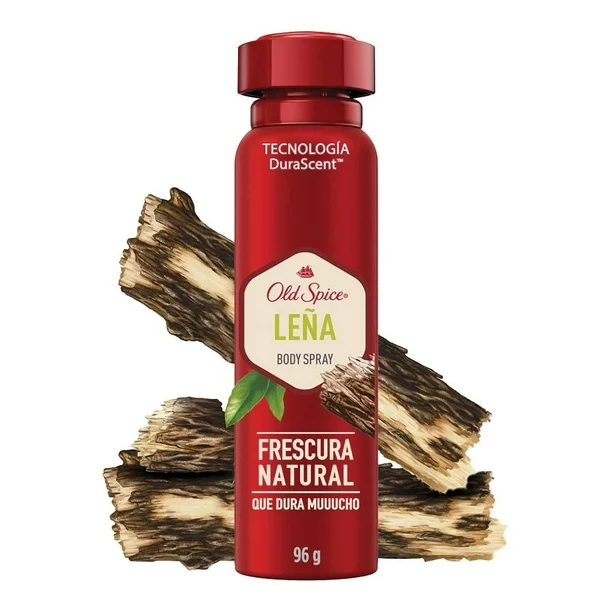 TECNOLOGÍA
DuraScent™
Old Spice®
LEÑA
BODY SPRAY
FRESCURA
NATURAL
QUE DURA MUUUCHO
96 g